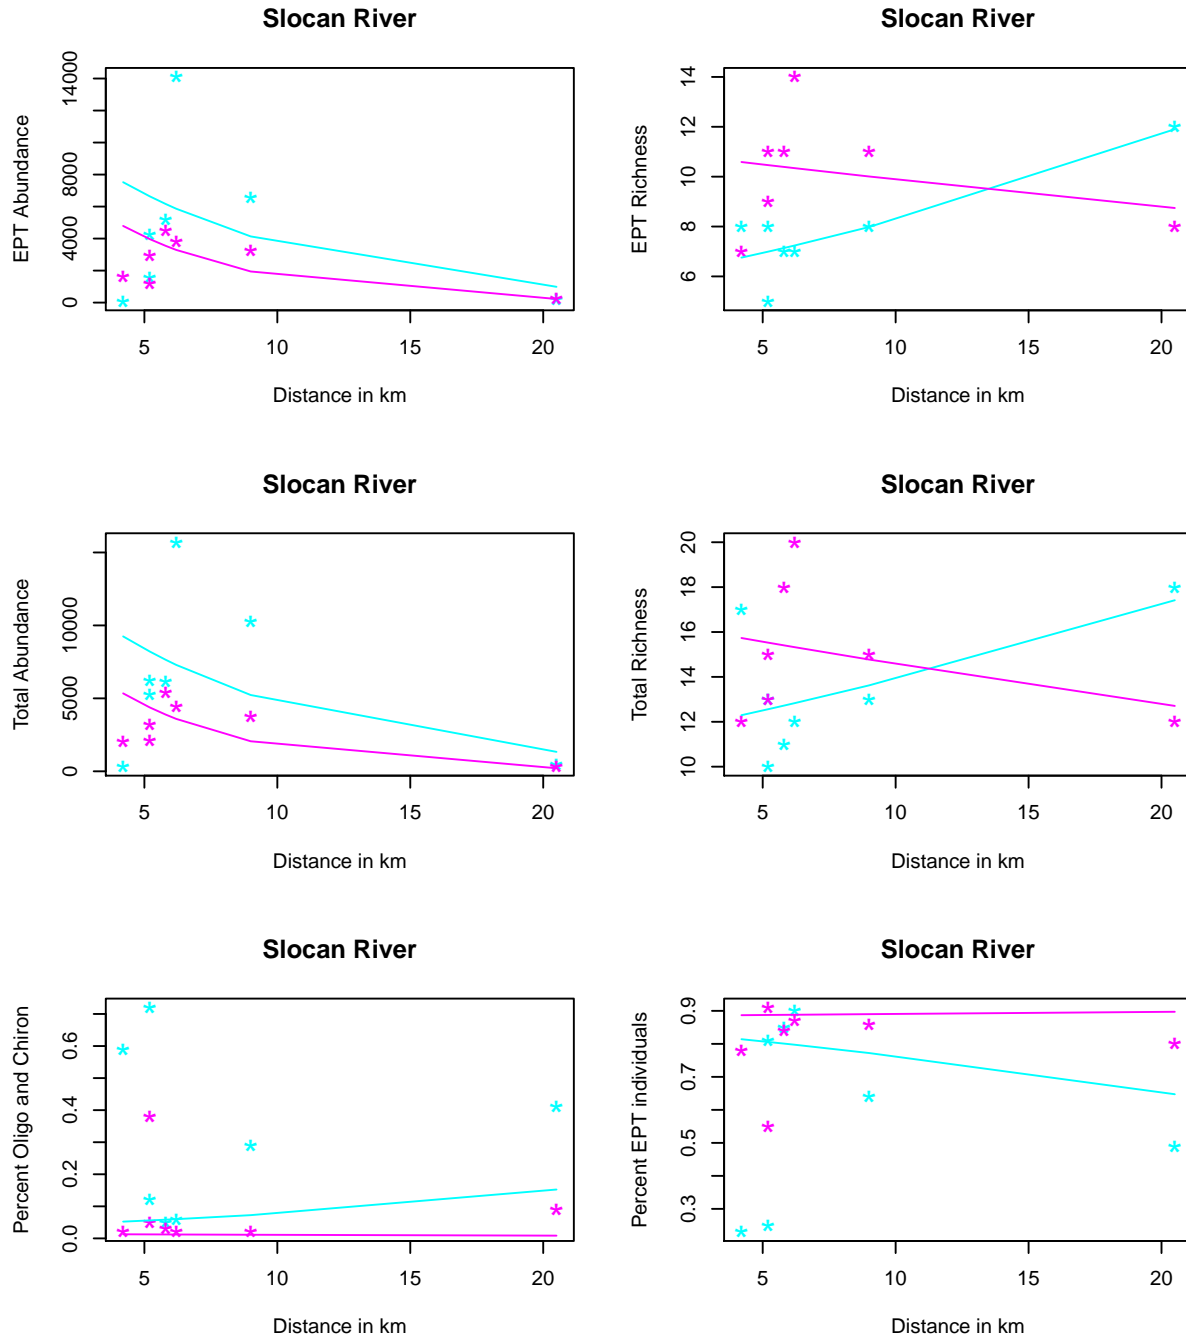 Slocan River
EPT Abundance
0 4000 8000 14000
5 10 15 20
Distance in km
Slocan River
EPT Richness
6 8 10 12 14
5 10 15 20
Distance in km
Slocan River
Total Abundance
0 5000 10000
5 10 15 20
Distance in km
Slocan River
Total Richness
10 12 14 16 18 20
5 10 15 20
Distance in km
Slocan River
Percent Oligo and Chiron
0.0 0.2 0.4 0.6
5 10 15 20
Distance in km
Slocan River
Percent EPT individuals
0.3 0.5 0.7 0.9
5 10 15 20
Distance in km